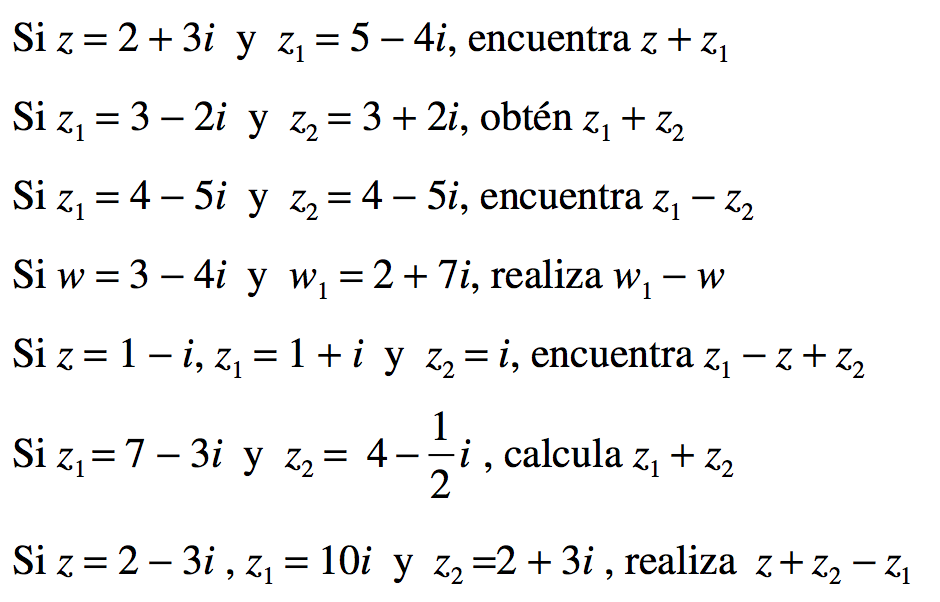 Si z = 2 + 3i y z₁ = 5 – 4i, encuentra z + z₁
Si z₁ = 3 – 2i y z₂ = 3 + 2i, obtén z₁ + z₂
Si z₁ = 4 – 5i y z₂ = 4 – 5i, encuentra z₁ – z₂
Si w = 3 – 4i y w₁ = 2 + 7i, realiza w₁ – w
Si z = 1 – i, z₁ = 1 + i y z₂ = i, encuentra z₁ – z + z₂
Si z₁ = 7 – 3i y z₂ = 4 – 1/2 i , calcula z₁ + z₂
Si z = 2 – 3i , z₁ = 10i y z₂ =2 + 3i , realiza z + z₂ – z₁